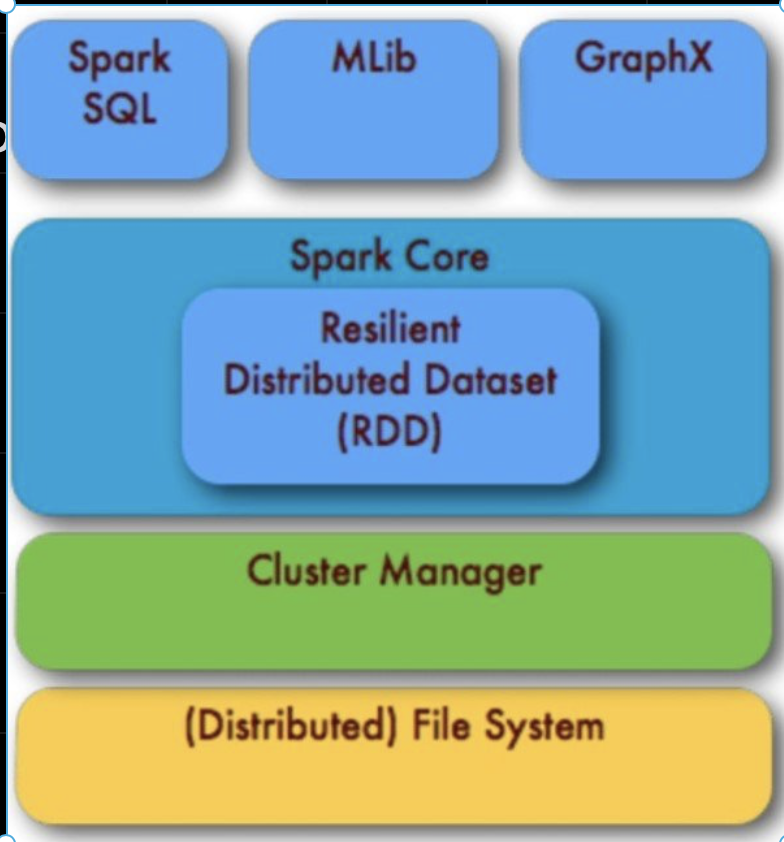 Spark
SQL
MLib
GraphX
Spark Core
Resilient
Distributed Dataset
(RDD)
Cluster Manager
(Distributed) File System